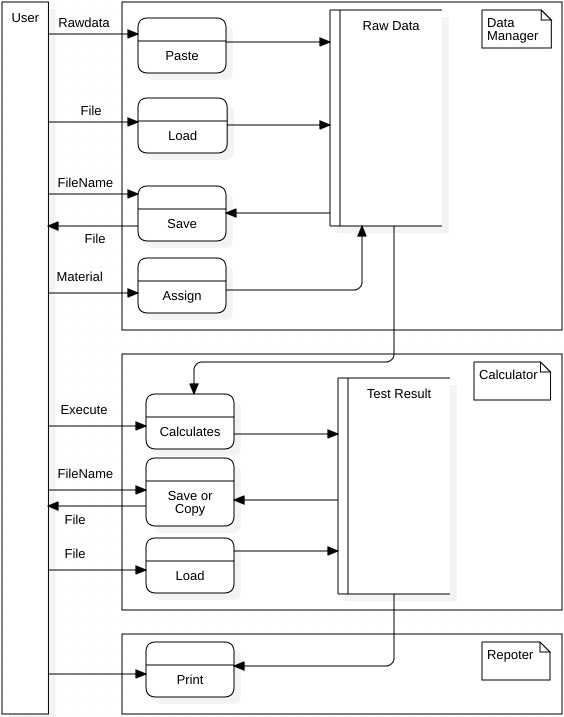 User
Rawdata
Paste
Raw Data
Data
Manager
File
Load
FileName
Save
File
Material
Assign
Calculator
Test Result
Execute
Calculates
FileName
Save or
Copy
File
File
Load
Repoter
Print